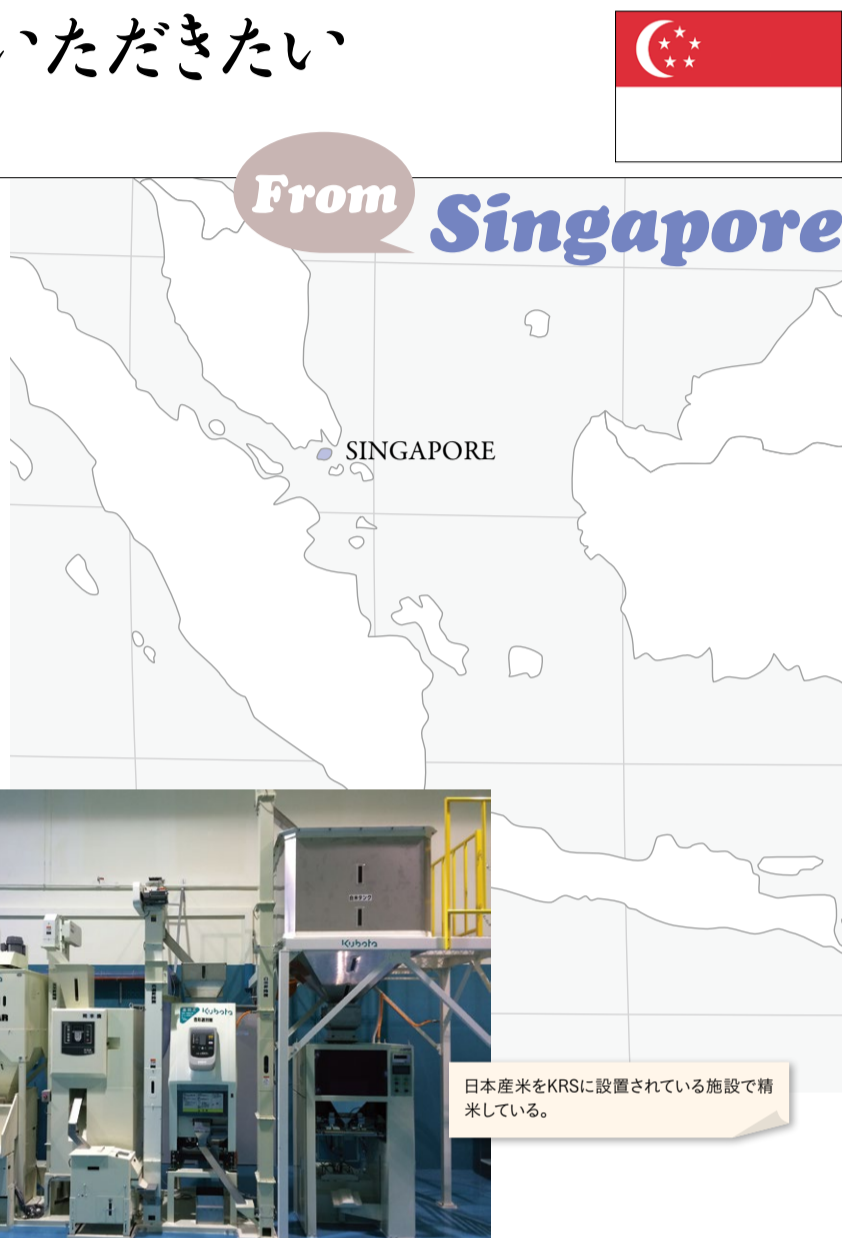 いただきたい
From
Singapore
SINGAPORE
Kubota
Kubota
日本産米をKRSに設置されている施設で精
米している。